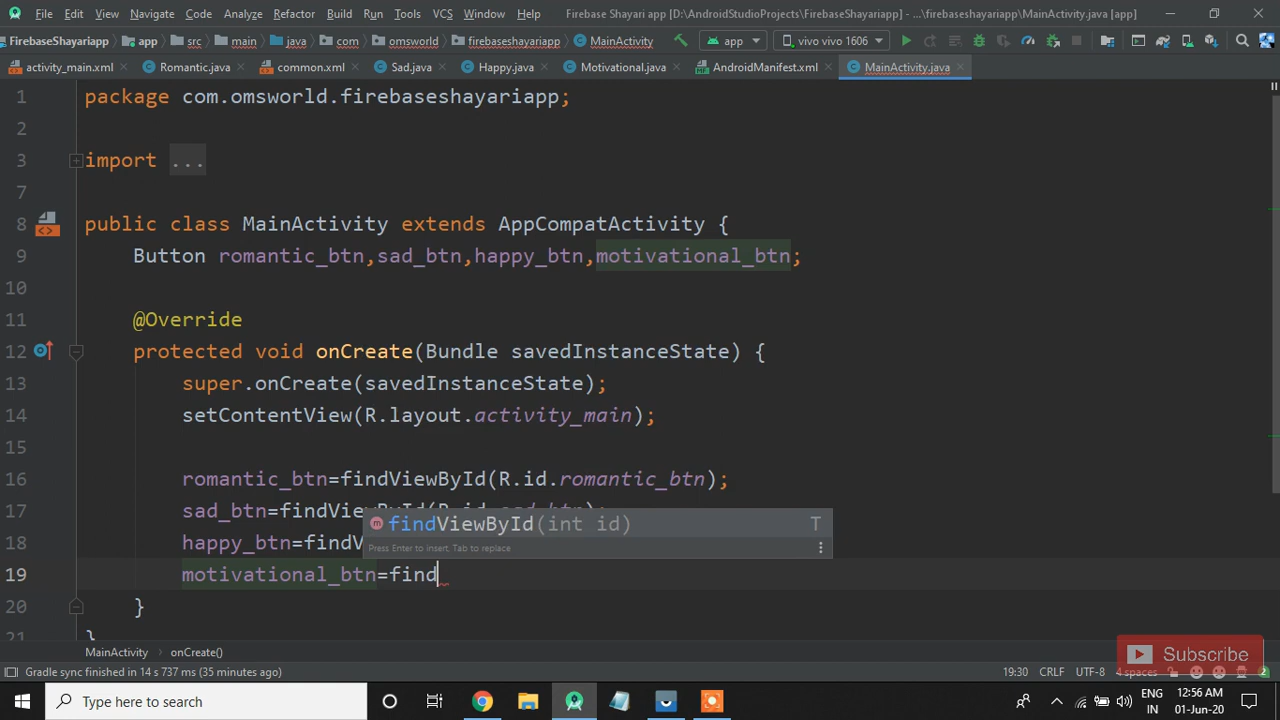 File Edit View Navigate Code Analyze Refactor Build Run Tools VCS Window Help Firebase Shayari app [D:\AndroidStudioProjects\FirebaseShayariapp] - ...\firebaseshayariapp\MainActivity.java [app]
FirebaseShayariapp app src main java com omsworld firebaseshayariapp MainActivity app vivo vivo 1606
activity_main.xml Romantic.java common.xml Sad.java Happy.java Motivational.java AndroidManifest.xml MainActivity.java
1 package com.omsworld.firebaseshayariapp;
2
3 import ...
7
8 public class MainActivity extends AppCompatActivity {
9 Button romantic_btn,sad_btn,happy_btn,motivational_btn;
10
11 @Override
12 protected void onCreate(Bundle savedInstanceState) {
13 super.onCreate(savedInstanceState);
14 setContentView(R.layout.activity_main);
15
16 romantic_btn=findViewById(R.id.romantic_btn);
17 sad_btn=findViewById(R.id.sad_btn);
findViewById(int id) T
18 happy_btn=findV
Press Enter to insert, Tab to replace
19 motivational_btn=find
20 }
21 }
MainActivity onCreate()
Subscribe
Gradle sync finished in 14 s 737 ms (35 minutes ago) 19:30 CRLF UTF-8 4 spaces 2
Type here to search ENG IN 12:56 AM 01-Jun-20